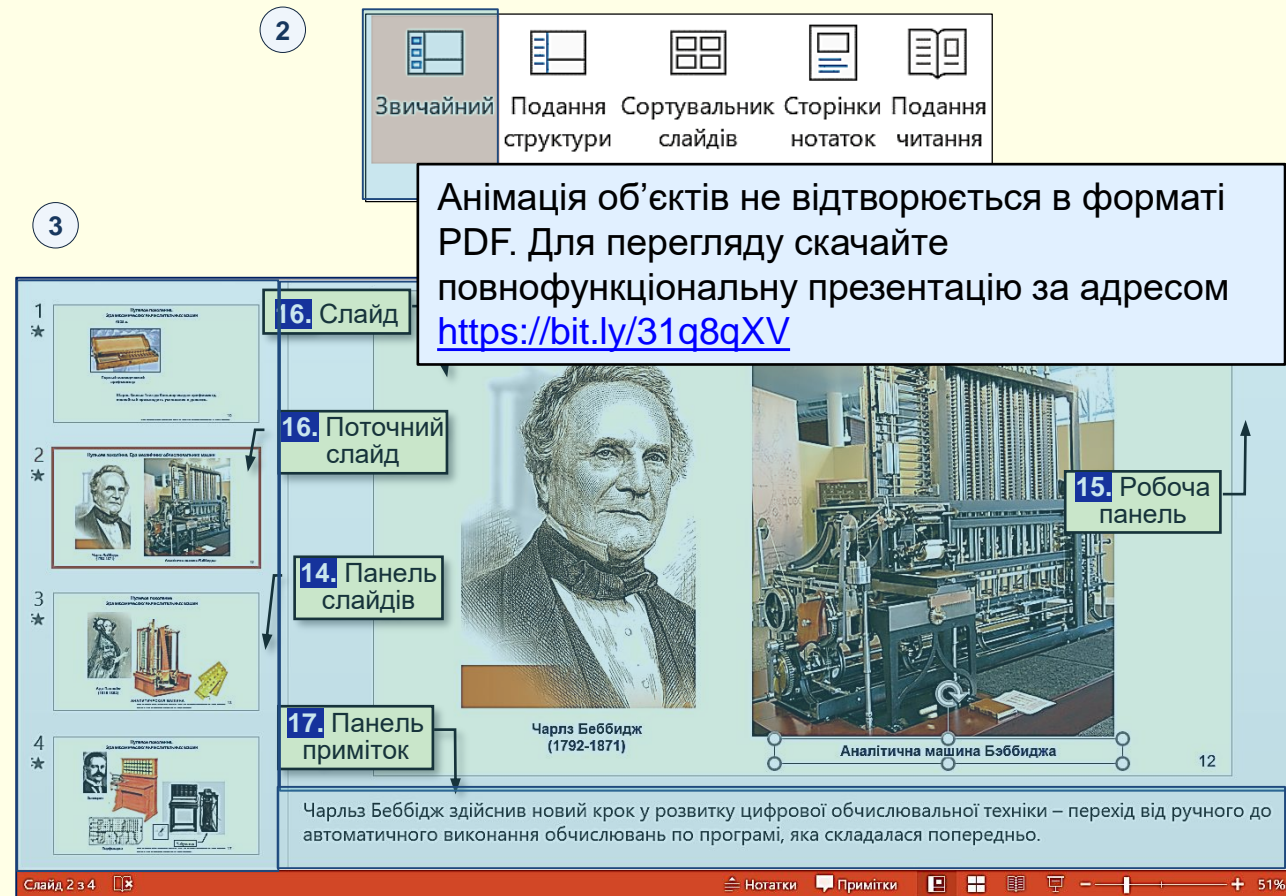 2
Звичайний
Подання
структури
Сортувальник
слайдів
Сторінки
нотаток
Подання
читання
Анімація об’єктів не відтворюється в форматі
PDF. Для перегляду скачайте
повнофункціональну презентацію за адресом
https://bit.ly/31q8qXV
3
1
2
3
4
16. Слайд
16. Поточний
слайд
14. Панель
слайдів
15. Робоча
панель
17. Панель
приміток
Чарлз Беббидж
(1792-1871)
Аналітична машина Бэббиджа
12
Чарльз Беббідж здійснив новий крок у розвитку цифрової обчислювальної техніки – перехід від ручного до
автоматичного виконання обчислювань по програмі, яка складалася попередньо.
Слайд 2 з 4
Нотатки
Примітки
51%